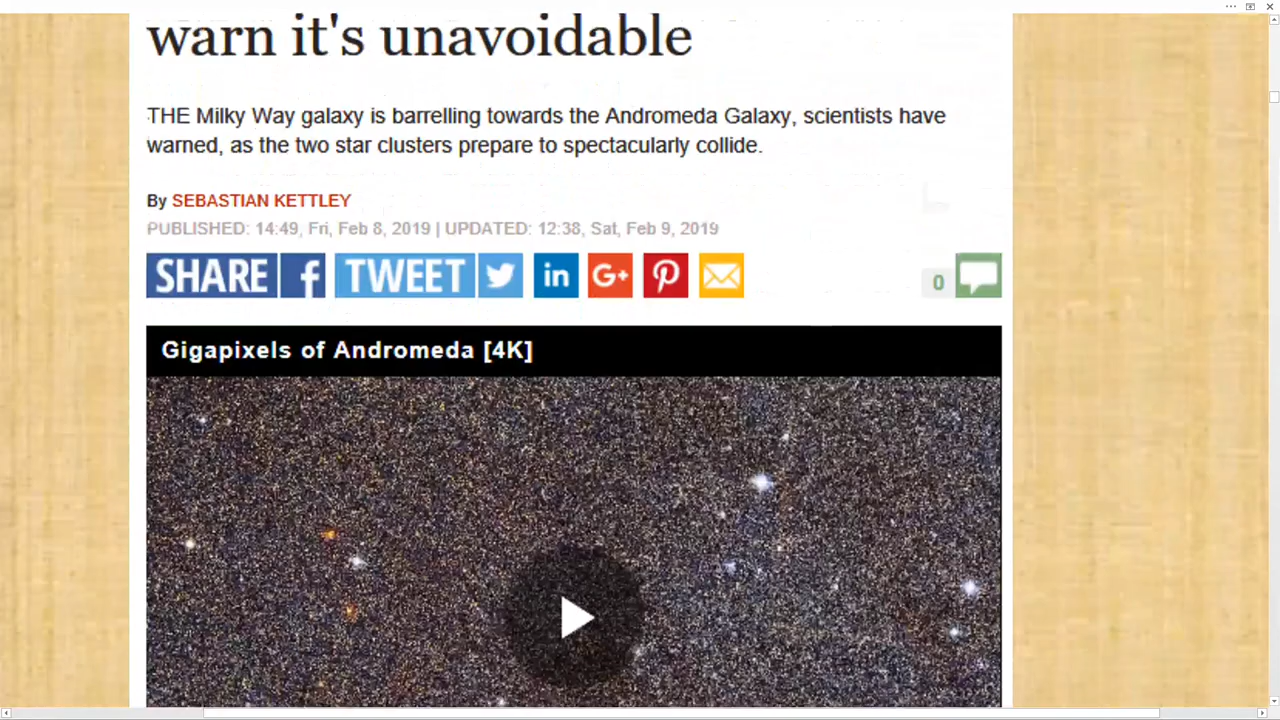 warn it's unavoidable
THE Milky Way galaxy is barrelling towards the Andromeda Galaxy, scientists have
warned, as the two star clusters prepare to spectacularly collide.
By SEBASTIAN KETTLEY
PUBLISHED: 14:49, Fri, Feb 8, 2019 | UPDATED: 12:38, Sat, Feb 9, 2019
SHARE f TWEET in G+ 0
Gigapixels of Andromeda [4K]